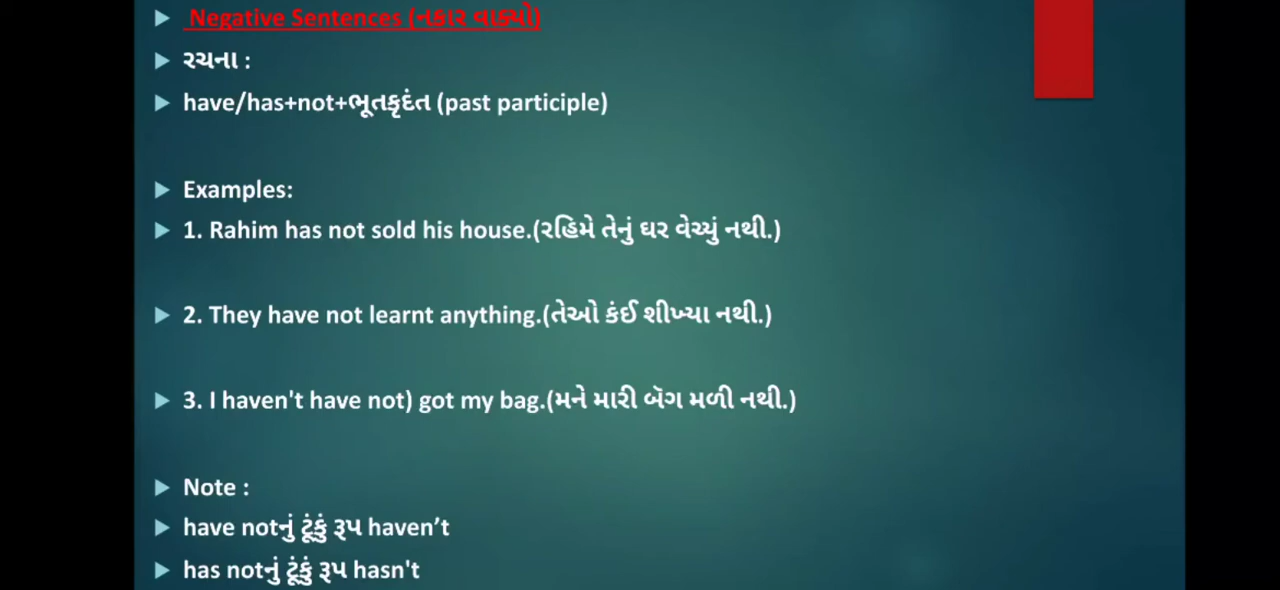 Negative Sentences (નકાર વાક્યો)
રચના :
have/has+not+ભૂતકૃદંત (past participle)
Examples:
1. Rahim has not sold his house.(રહિમે તેનું ઘર વેચ્યું નથી.)
2. They have not learnt anything.(તેઓ કંઈ શીખ્યા નથી.)
3. I haven't have not) got my bag.(મને મારી બૅગ મળી નથી.)
Note :
have notનું ટૂંકું રૂપ haven’t
has notનું ટૂંકું રૂપ hasn't